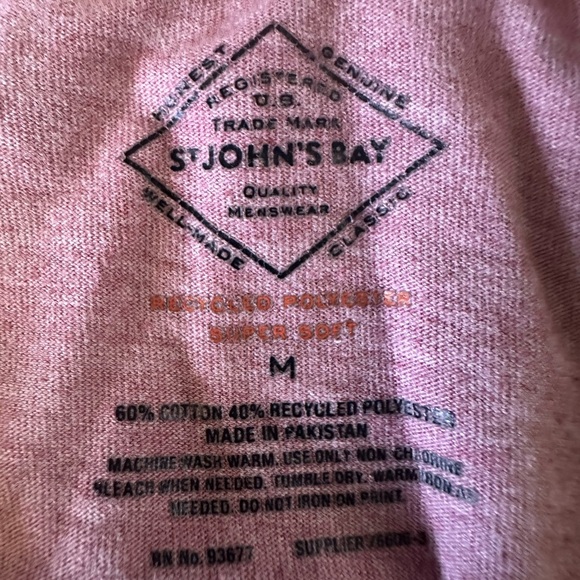 HONEST GENUINE
REGISTERED
U.S.
TRADE MARK
ST JOHN'S BAY
QUALITY
MENSWEAR
WELL-MADE CLASSIC
RECYCLED POLYESTER
SUPER SOFT
M
60% COTTON 40% RECYCLED POLYESTER
MADE IN PAKISTAN
MACHINE WASH WARM. USE ONLY NON-CHLORINE
BLEACH WHEN NEEDED. TUMBLE DRY. WARM IRON AS
NEEDED. DO NOT IRON ON PRINT.
RN No. 93677 SUPPLIER